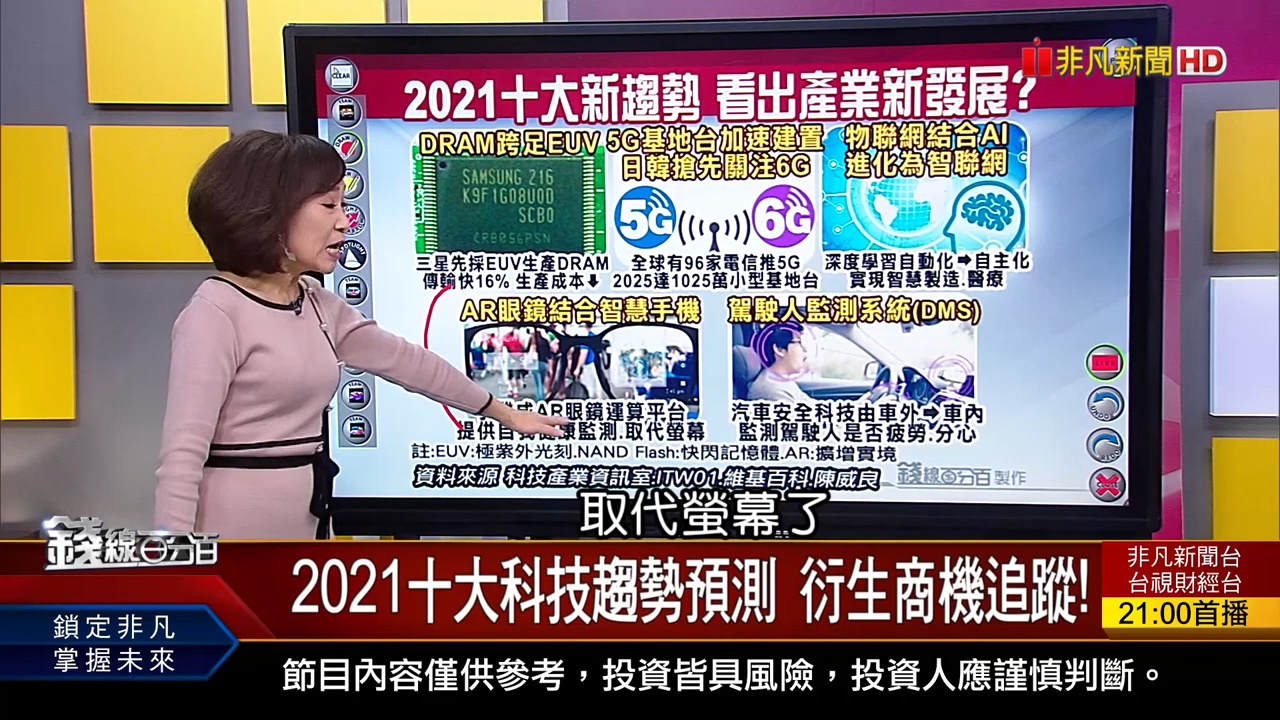 非凡新聞HD
CLEAR
2021十大新趨勢 看出產業新發展?
DRAM跨足EUV
SAMSUNG 216
K9F1G08U0D
SCB0
三星先採EUV生產DRAM
傳輸快16% 生產成本⬇
5G基地台加速建置
日韓搶先關注6G
5G
6G
全球有96家電信推5G
2025達1025萬小型基地台
物聯網結合AI
進化為智聯網
深度學習自動化➡自主化
實現智慧製造.醫療
AR眼鏡結合智慧手機
成AR眼鏡運算平台
提供自我健康監測.取代螢幕
駕駛人監測系統(DMS)
汽車安全科技由車外➡車內
監測駕駛人是否疲勞.分心
註:EUV:極紫外光刻.NAND Flash:快閃記憶體.AR:擴增實境
資料來源 科技產業資訊室.ITW01.維基百科.陳威良
錢線百分百 製作
SPOTLIGHT
LIVE
UNDO
REDO
CLOSE
取代螢幕了
錢線百分百
2021十大科技趨勢預測 衍生商機追蹤!
非凡新聞台
台視財經台
21:00首播
鎖定非凡
掌握未來
節目內容僅供參考，投資皆具風險，投資人應謹慎判斷。